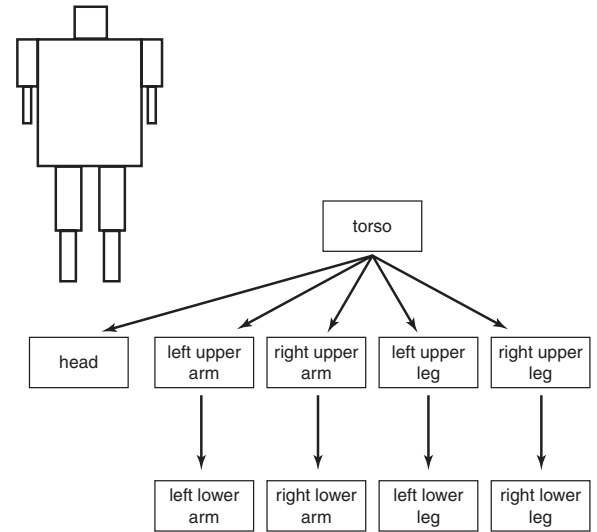 torso
head
left upper
arm
right upper
arm
left upper
leg
right upper
leg
left lower
arm
right lower
arm
left lower
leg
right lower
leg